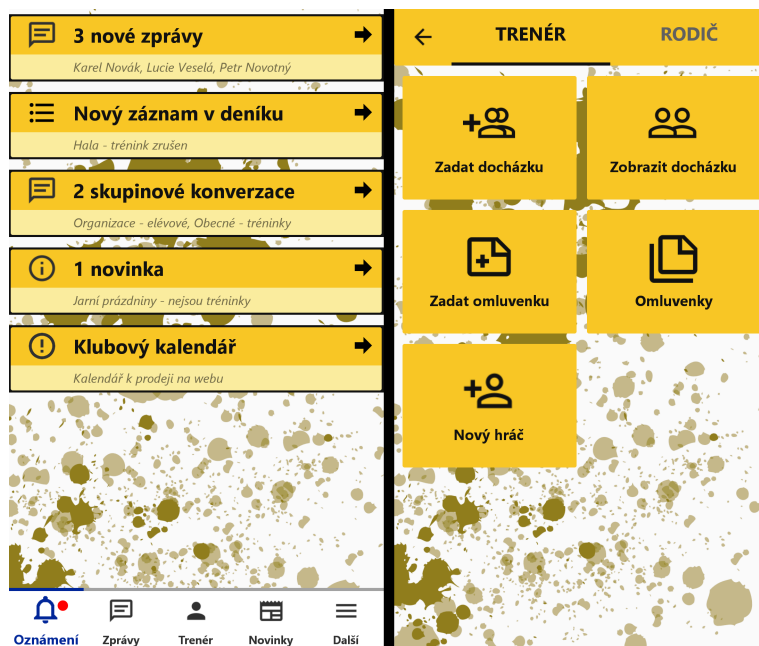 3 nové zprávy
Karel Novák, Lucie Veselá, Petr Novotný
Nový záznam v deníku
Hala - trénink zrušen
2 skupinové konverzace
Organizace - elévové, Obecné - tréninky
1 novinka
Jarní prázdniny - nejsou tréninky
Klubový kalendář
Kalendář k prodeji na webu
Oznámení Zprávy Trenér Novinky Další
TRENÉR RODIČ
Zadat docházku Zobrazit docházku
Zadat omluvenku Omluvenky
Nový hráč